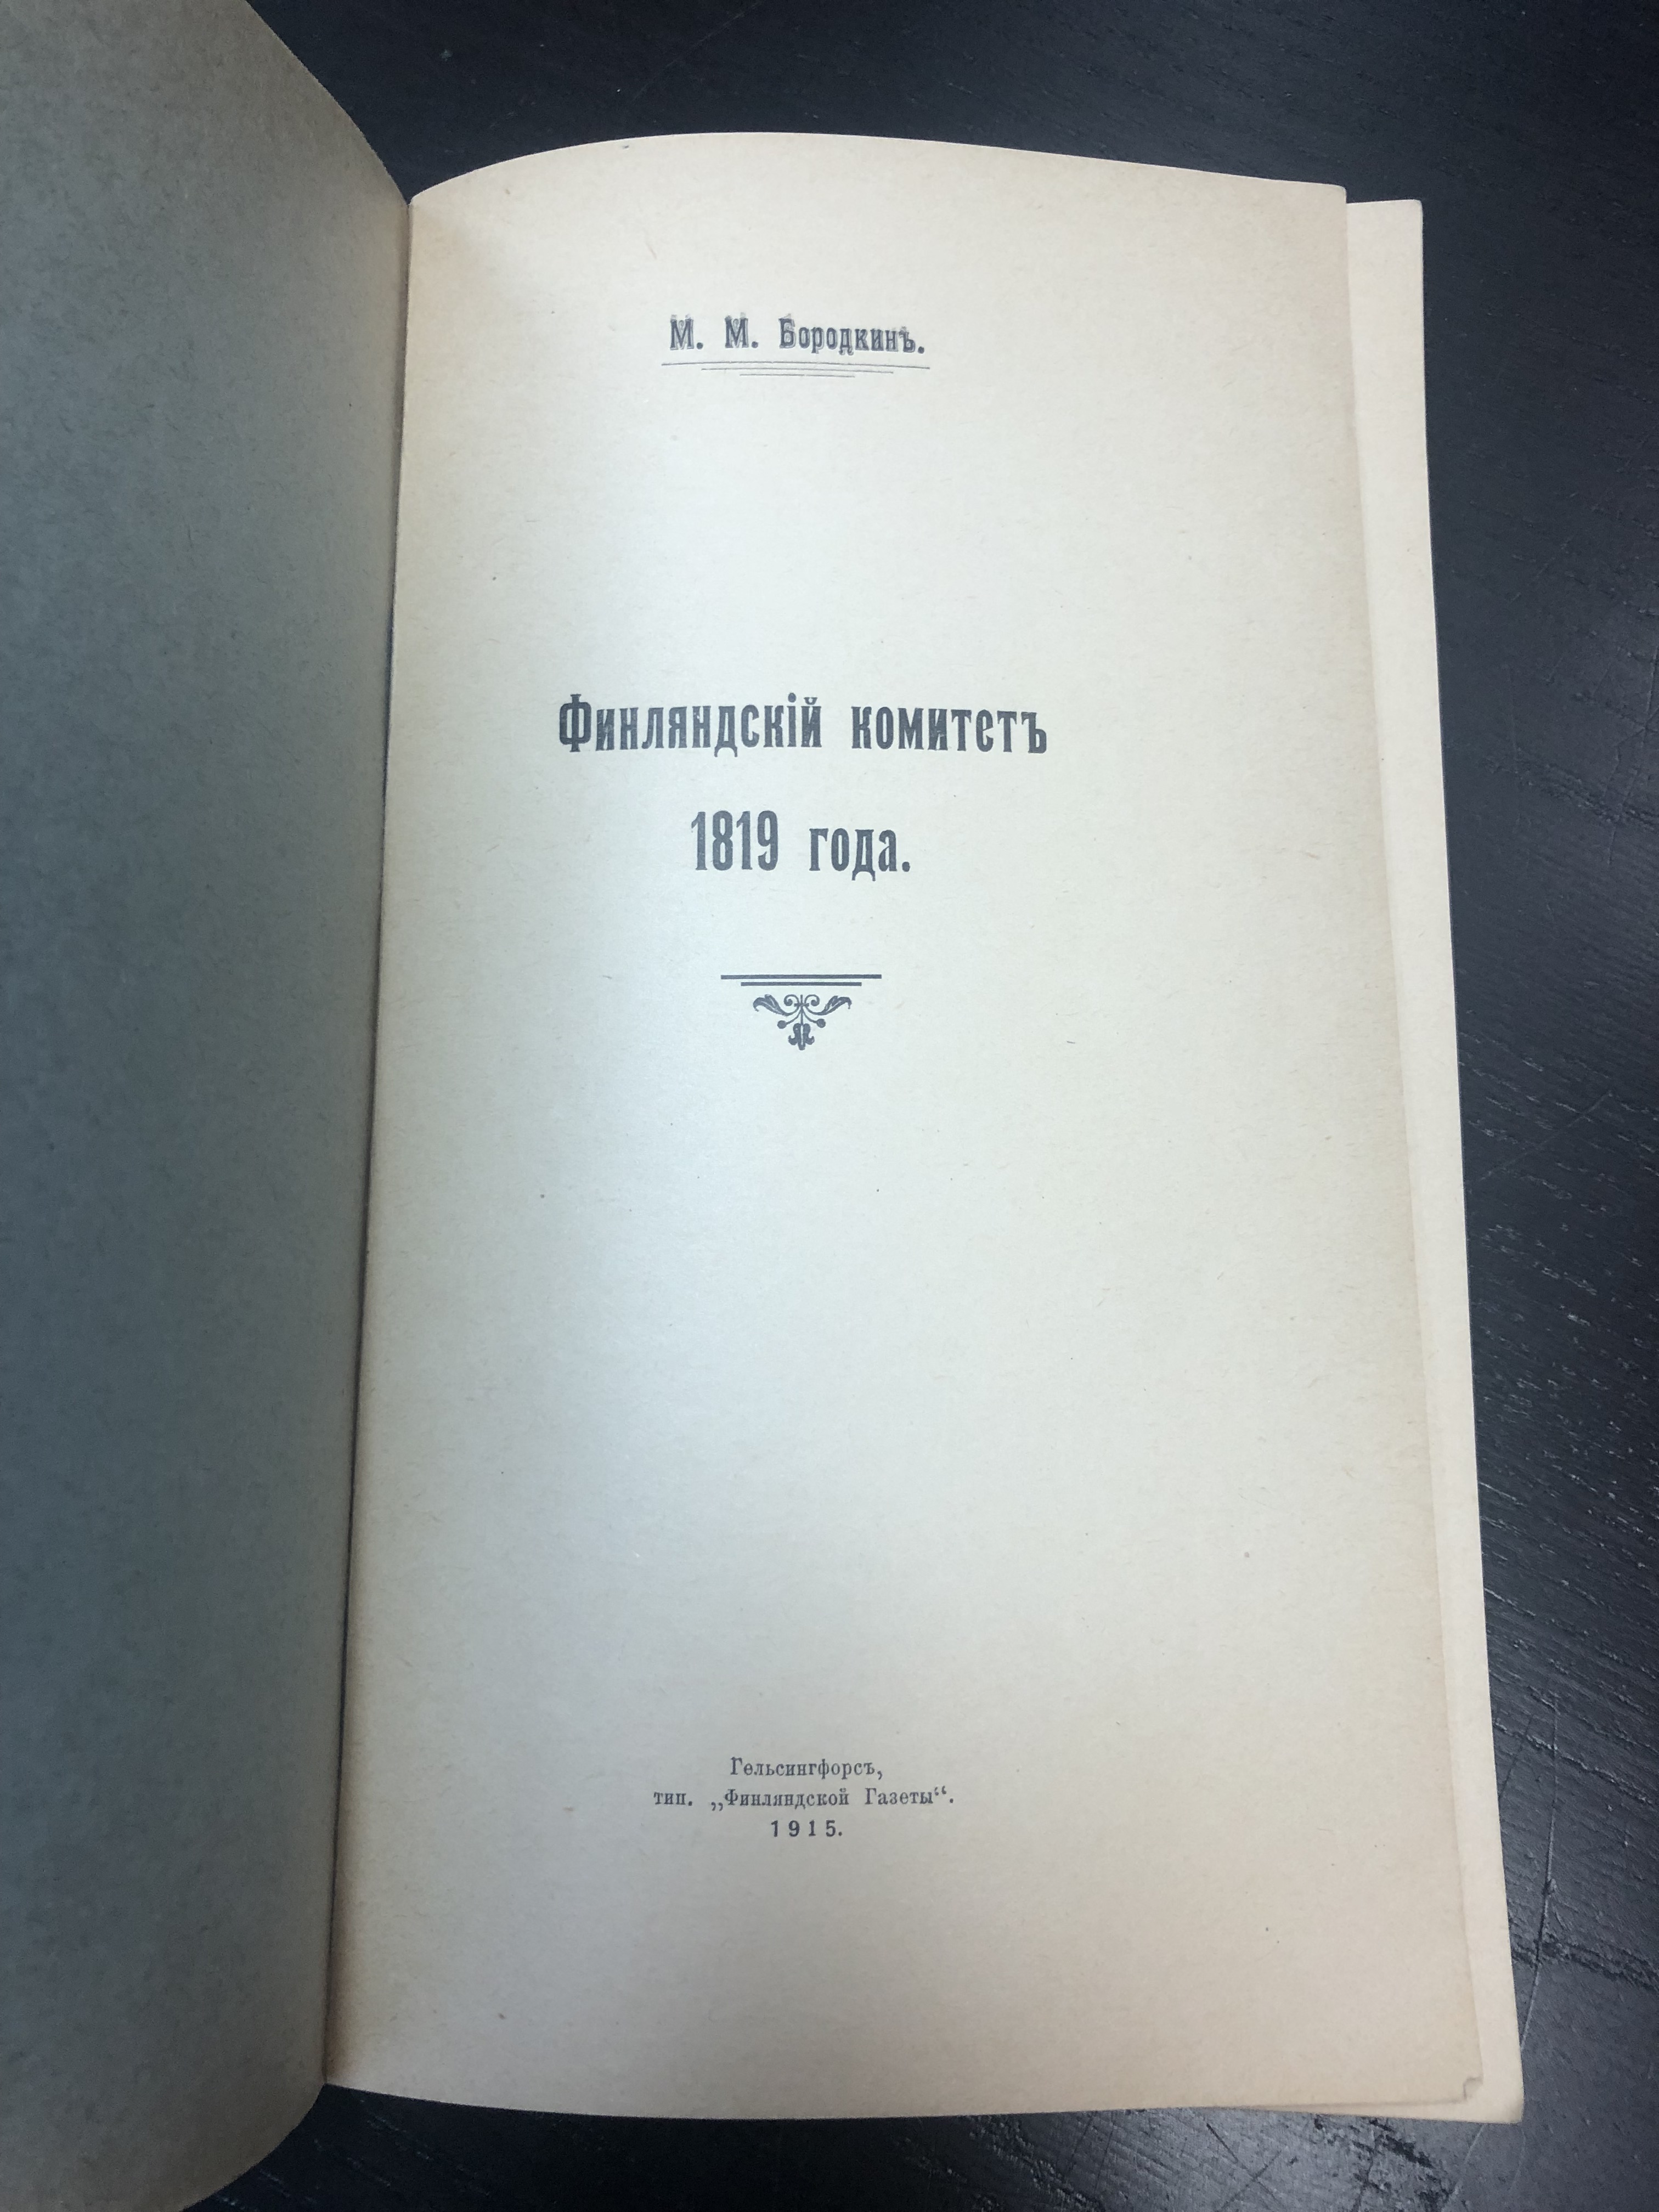 М. М. Бородкинъ.
Финляндскій комитетъ
1819 года.
Гельсингфорсъ,
тип. „Финляндской Газеты“.
1915.